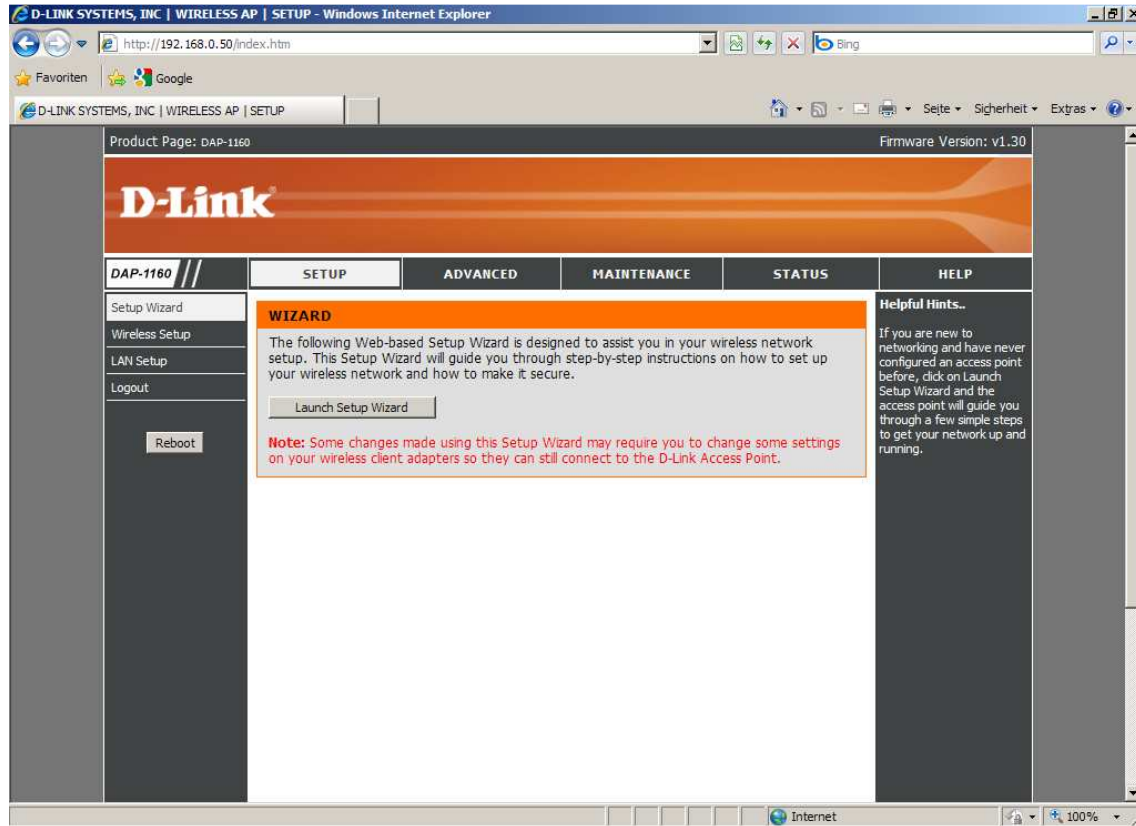 D-LINK SYSTEMS, INC | WIRELESS AP | SETUP - Windows Internet Explorer
http://192.168.0.50/index.htm
Bing
Favoriten
Google
D-LINK SYSTEMS, INC | WIRELESS AP | SETUP
Seite
Sicherheit
Extras
Product Page: DAP-1160
Firmware Version: v1.30
D-Link
DAP-1160
SETUP
ADVANCED
MAINTENANCE
STATUS
HELP
Setup Wizard
Wireless Setup
LAN Setup
Logout
Reboot
WIZARD
The following Web-based Setup Wizard is designed to assist you in your wireless network
setup. This Setup Wizard will guide you through step-by-step instructions on how to set up
your wireless network and how to make it secure.
Launch Setup Wizard
Note: Some changes made using this Setup Wizard may require you to change some settings
on your wireless client adapters so they can still connect to the D-Link Access Point.
Helpful Hints..
If you are new to
networking and have never
configured an access point
before, click on Launch
Setup Wizard and the
access point will guide you
through a few simple steps
to get your network up and
running.
Internet
100%